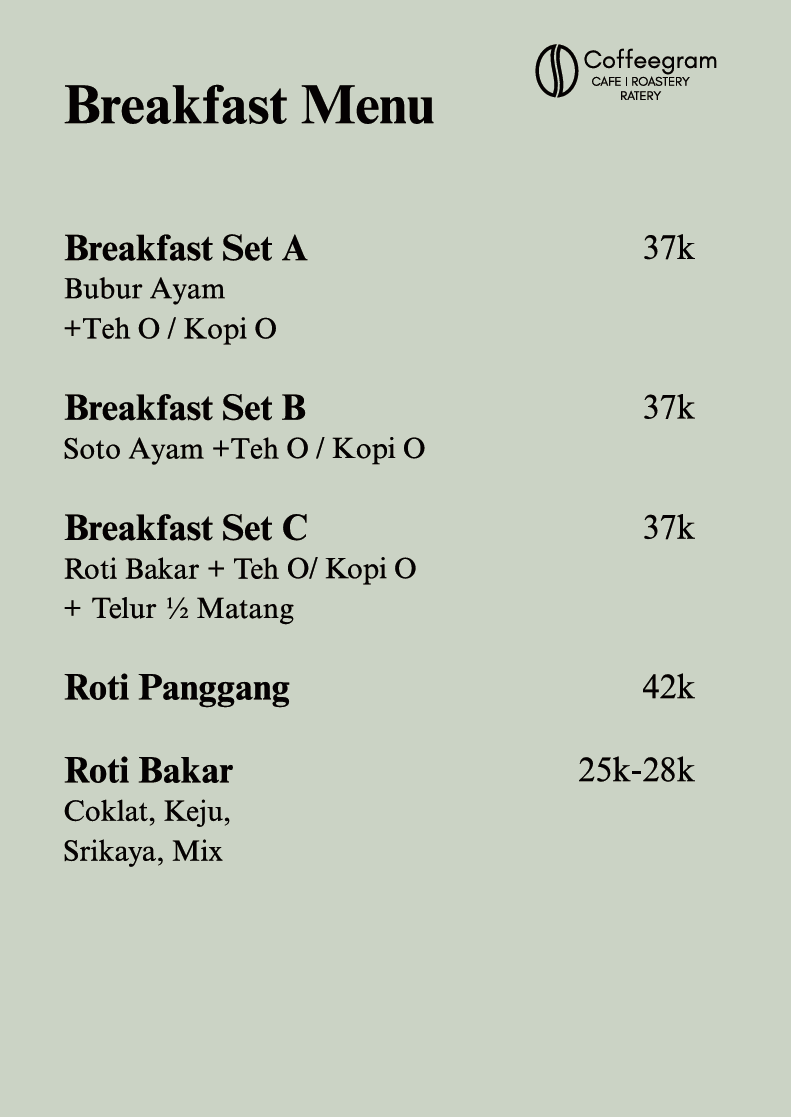 Coffeegram
CAFE | ROASTERY
RATERY
Breakfast Menu
Breakfast Set A 37k
Bubur Ayam
+Teh O / Kopi O
Breakfast Set B 37k
Soto Ayam +Teh O / Kopi O
Breakfast Set C 37k
Roti Bakar + Teh O/ Kopi O
+ Telur ½ Matang
Roti Panggang 42k
Roti Bakar 25k-28k
Coklat, Keju,
Srikaya, Mix